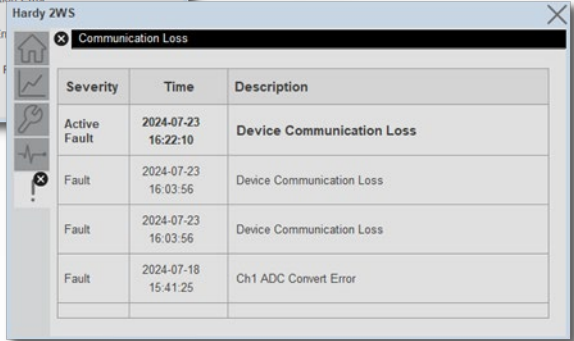 Hardy 2WS
Communication Loss
Severity Time Description
Active Fault 2024-07-23 16:22:10 Device Communication Loss
Fault 2024-07-23 16:03:56 Device Communication Loss
Fault 2024-07-23 16:03:56 Device Communication Loss
Fault 2024-07-18 15:41:25 Ch1 ADC Convert Error